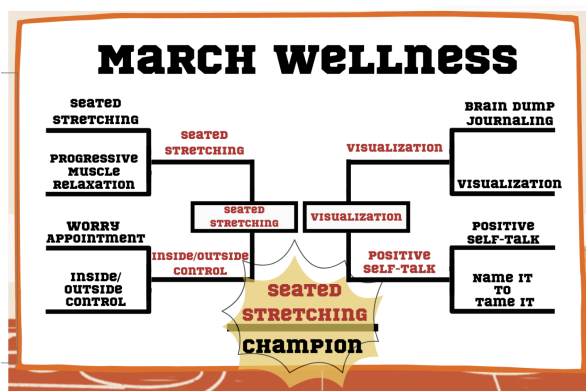 MARCH WELLNESS
SEATED
STRETCHING
PROGRESSIVE
MUSCLE
RELAXATION
WORRY
APPOINTMENT
INSIDE/
OUTSIDE
CONTROL
SEATED
STRETCHING
INSIDE/OUTSIDE
CONTROL
SEATED
STRETCHING
VISUALIZATION
VISUALIZATION
POSITIVE
SELF-TALK
BRAIN DUMP
JOURNALING
VISUALIZATION
POSITIVE
SELF-TALK
NAME IT
TO
TAME IT
SEATED
STRETCHING
CHAMPION